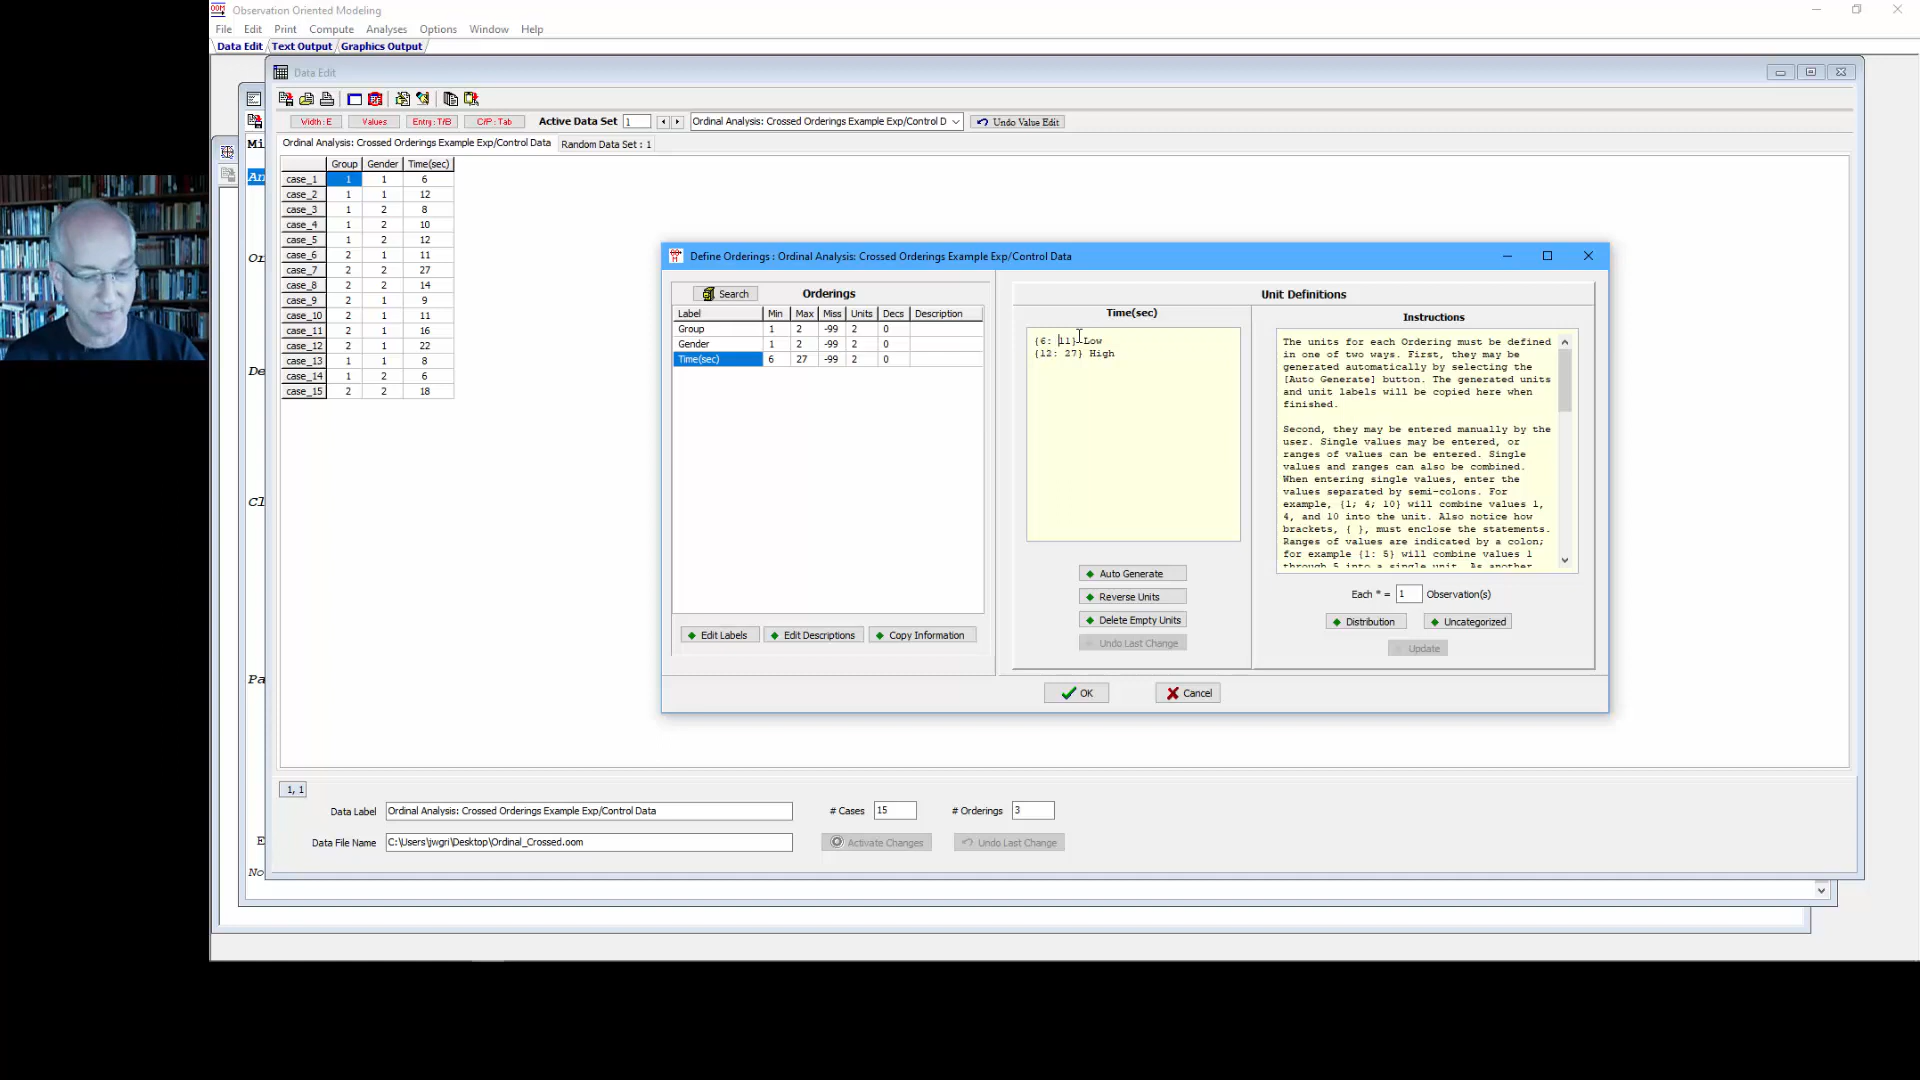 Observation Oriented Modeling
File Edit Print Compute Analyses Options Window Help
Data Edit Text Output Graphics Output
Data Edit
Width: E Values Entry: T/B C/P: Tab Active Data Set 1 Ordinal Analysis: Crossed Orderings Example Exp/Control D Undo Value Edit
Ordinal Analysis: Crossed Orderings Example Exp/Control Data Random Data Set : 1
Group Gender Time(sec)
case_1 1 1 6
case_2 1 1 12
case_3 1 2 8
case_4 1 2 10
case_5 1 2 12
case_6 2 1 11
case_7 2 2 27
case_8 2 2 14
case_9 2 1 9
case_10 2 1 11
case_11 2 1 16
case_12 2 1 22
case_13 1 1 8
case_14 1 2 6
case_15 2 2 18
Define Orderings : Ordinal Analysis: Crossed Orderings Example Exp/Control Data
Search Orderings
Label Min Max Miss Units Decs Description
Group 1 2 -99 2 0
Gender 1 2 -99 2 0
Time(sec) 6 27 -99 2 0
Edit Labels Edit Descriptions Copy Information
Unit Definitions
Time(sec)
{6: 11} Low
{12: 27} High
Auto Generate
Reverse Units
Delete Empty Units
Undo Last Change
Instructions
The units for each Ordering must be defined
in one of two ways. First, they may be
generated automatically by selecting the
[Auto Generate] button. The generated units
and unit labels will be copied here when
finished.
Second, they may be entered manually by the
user. Single values may be entered, or
ranges of values can be entered. Single
values and ranges can also be combined.
When entering single values, enter the
values separated by semi-colons. For
example, {1; 4; 10} will combine values 1,
4, and 10 into the unit. Also notice how
brackets, { }, must enclose the statements.
Ranges of values are indicated by a colon;
for example {1: 5} will combine values 1
through 5 into a single unit. As another
Each * = 1 Observation(s)
Distribution Uncategorized
Update
OK Cancel
1, 1
Data Label Ordinal Analysis: Crossed Orderings Example Exp/Control Data # Cases 15 # Orderings 3
Data File Name C:\Users\jwgri\Desktop\Ordinal_Crossed.oom Activate Changes Undo Last Change